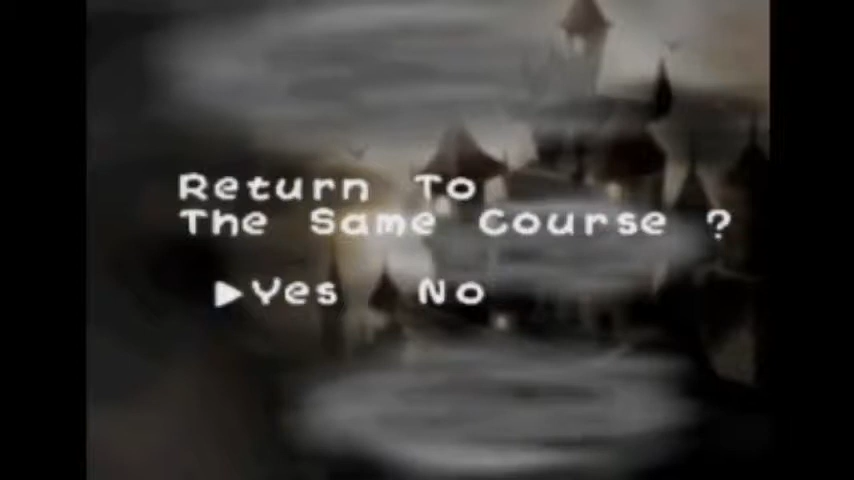 Return To
The Same Course ?
▶Yes No